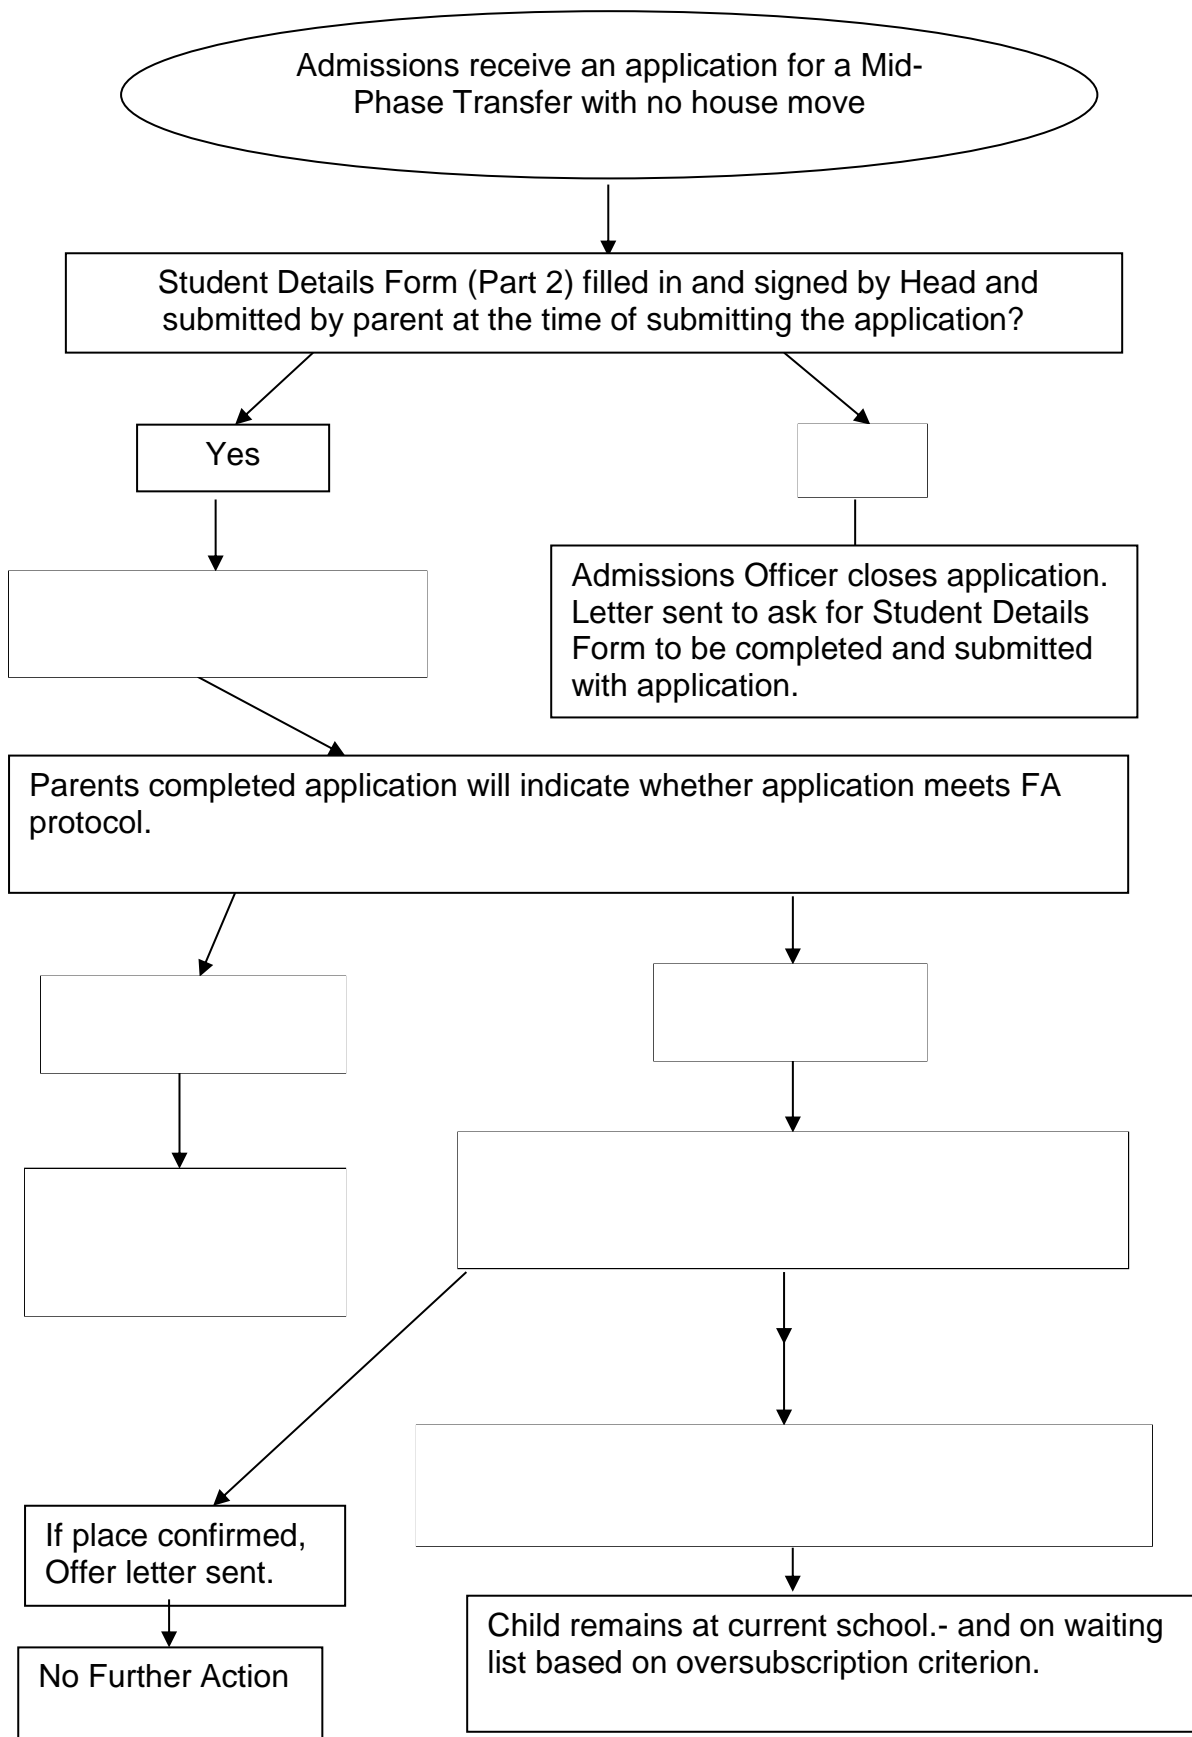 Admissions receive an application for a Mid-
Phase Transfer with no house move
Student Details Form (Part 2) filled in and signed by Head and
submitted by parent at the time of submitting the application?
Yes
Admissions Officer closes application.
Letter sent to ask for Student Details
Form to be completed and submitted
with application.
Parents completed application will indicate whether application meets FA
protocol.
If place confirmed,
Offer letter sent.
No Further Action
Child remains at current school.- and on waiting
list based on oversubscription criterion.